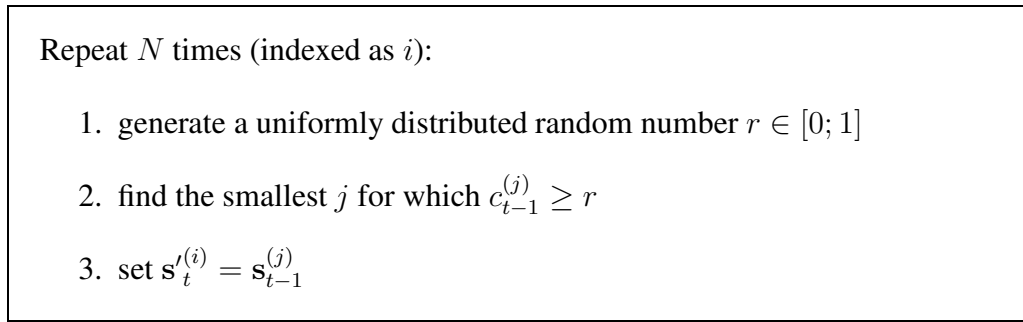 Repeat N times (indexed as i):
1. generate a uniformly distributed random number r ∈ [0; 1]
2. find the smallest j for which c_{t−1}^{(j)} ≥ r
3. set s′_t^{(i)} = s_{t−1}^{(j)}